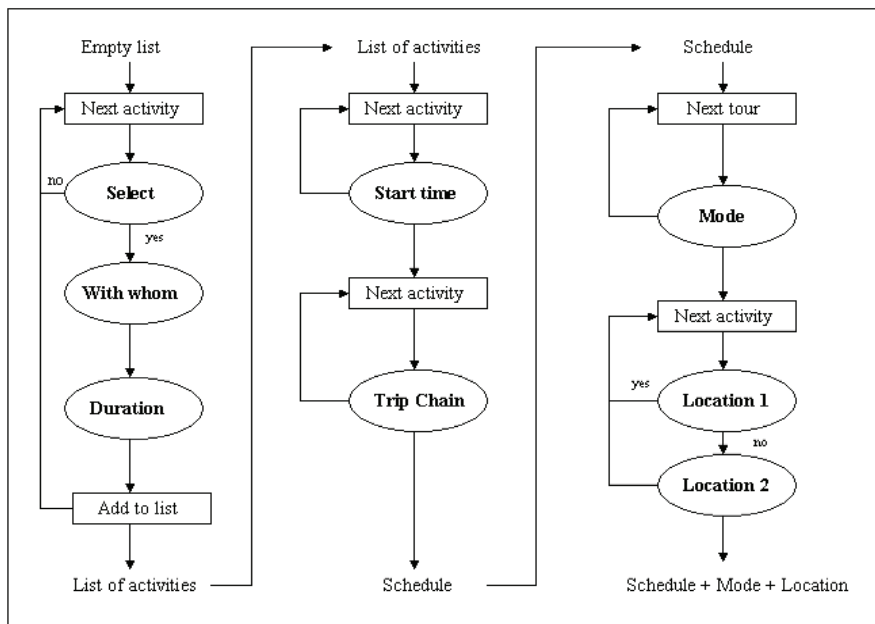 Empty list
Next activity
no
Select
yes
With whom
Duration
Add to list
List of activities
List of activities
Next activity
Start time
Next activity
Trip Chain
Schedule
Schedule
Next tour
Mode
Next activity
yes
Location 1
no
Location 2
Schedule + Mode + Location